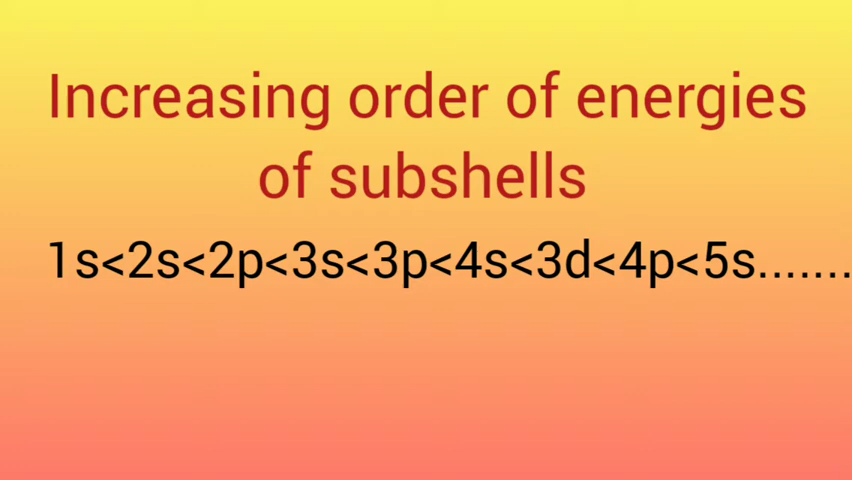 Increasing order of energies
of subshells
1s<2s<2p<3s<3p<4s<3d<4p<5s.......